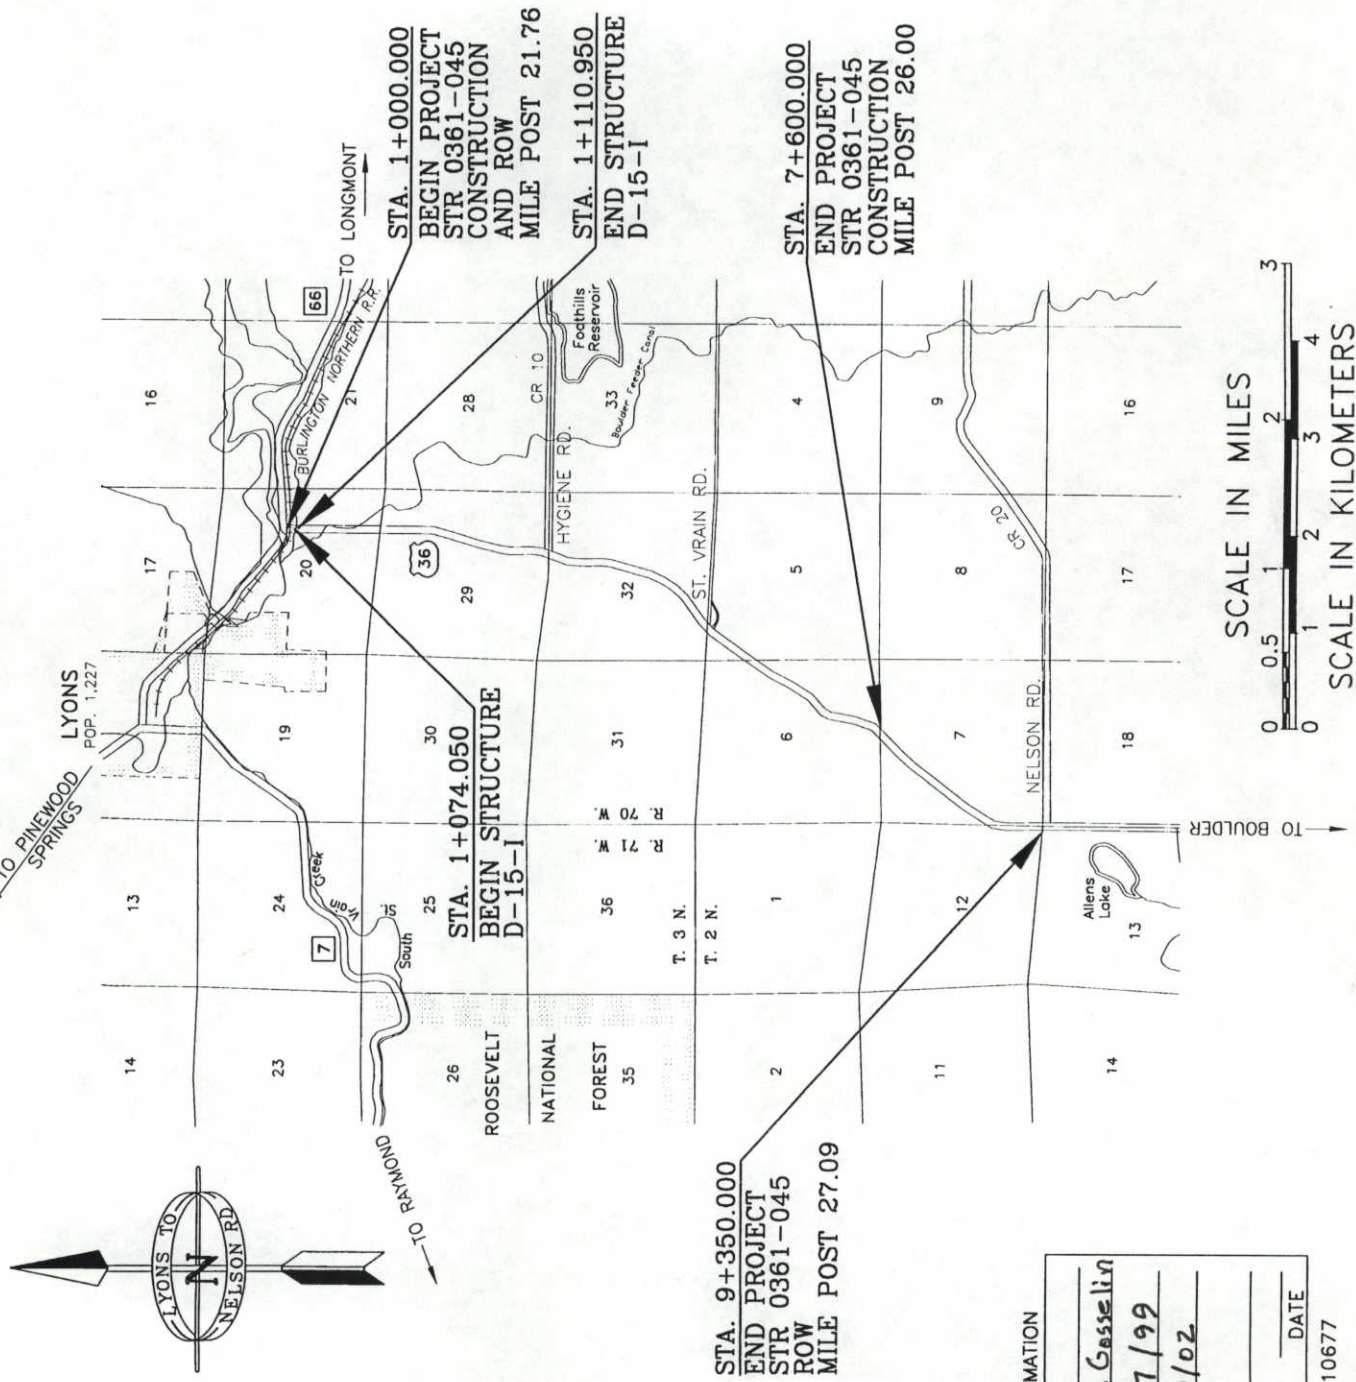 TO PINEWOOD
SPRINGS
LYONS
POP. 1,227
16
17
66
TO LONGMONT
BURLINGTON NORTHERN R.R.
STA. 1+000.000
BEGIN PROJECT
STR 0361-045
CONSTRUCTION
AND ROW
MILE POST 21.76
STA. 1+110.950
END STRUCTURE
D-15-I
STA. 7+600.000
END PROJECT
STR 0361-045
CONSTRUCTION
MILE POST 26.00
21
20
19
13
14
24
23
7
South
St.
Vrain
Creek
25
26
30
29
28
36
CR 10
HYGIENE RD.
Foothills
Reservoir
Boulder Feeder Canal
33
32
31
R. 70 W.
R. 71 W.
36
35
STA. 1+074.050
BEGIN STRUCTURE
D-15-I
ROOSEVELT
NATIONAL
FOREST
T. 3 N.
T. 2 N.
ST. VRAIN RD.
4
5
6
1
2
9
8
7
12
11
CR 20
NELSON RD.
16
17
18
13
14
Allens
Lake
TO BOULDER
TO RAYMOND
LYONS TO
N
NELSON RD.
STA. 9+350.000
END PROJECT
STR 0361-045
ROW
MILE POST 27.09
SCALE IN MILES
0 0.5 1 2 3
0 1 2 3 4
SCALE IN KILOMETERS
MATION
Gosselin
/99
/02
DATE
10677